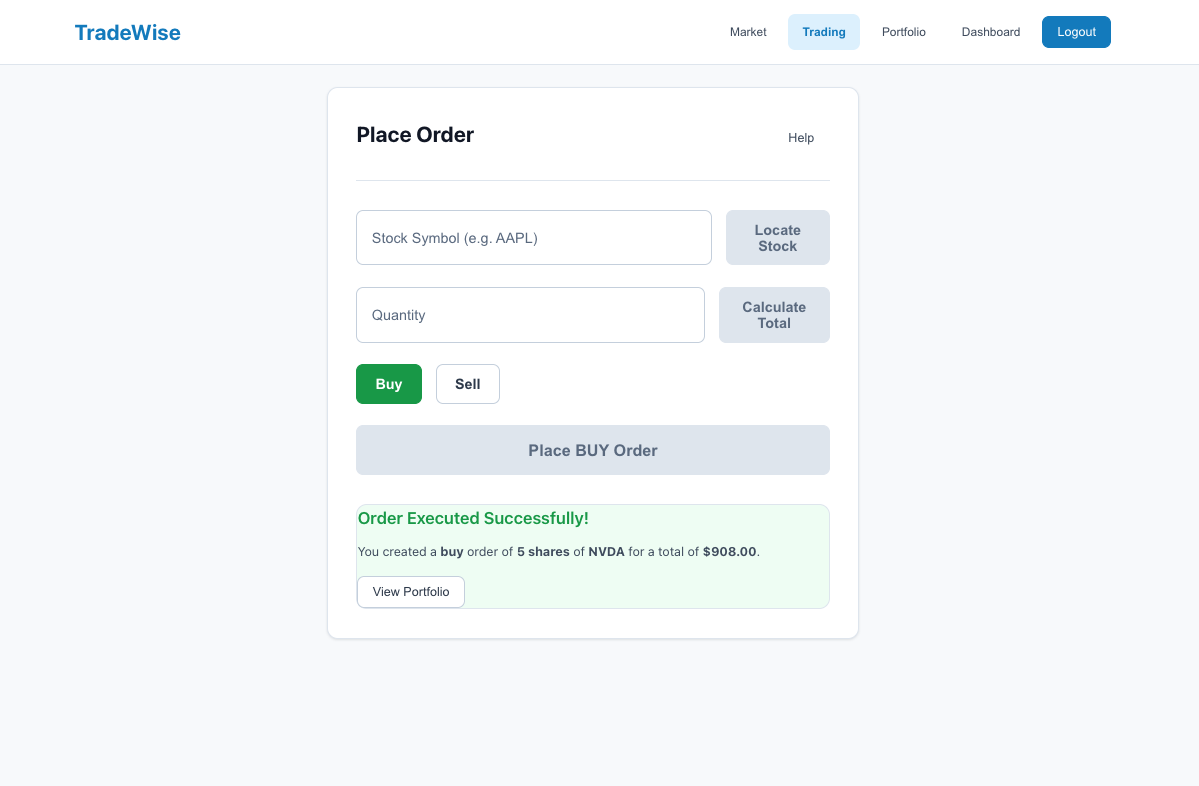 TradeWise
Market
Trading
Portfolio
Dashboard
Logout
Place Order
Help
Stock Symbol (e.g. AAPL)
Locate
Stock
Quantity
Calculate
Total
Buy
Sell
Place BUY Order
Order Executed Successfully!
You created a buy order of 5 shares of NVDA for a total of $908.00.
View Portfolio